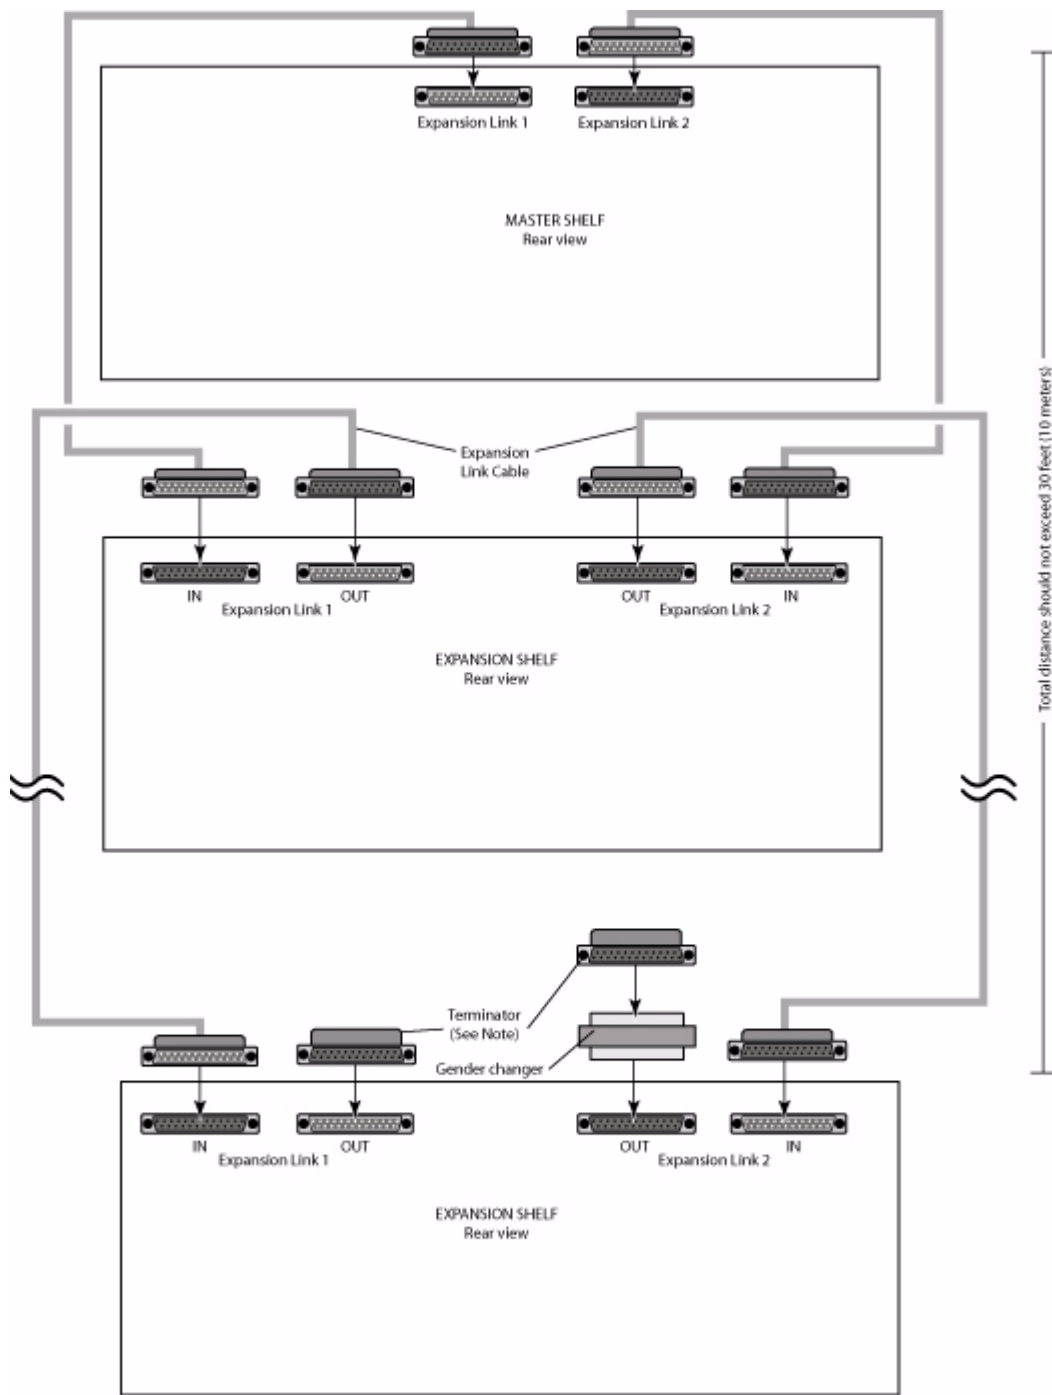 Expansion Link 1
Expansion Link 2
MASTER SHELF
Rear view
Total distance should not exceed 30 feet (10 meters)
Expansion
Link Cable
IN
OUT
Expansion Link 1
OUT
IN
Expansion Link 2
EXPANSION SHELF
Rear view
Terminator
(See Note)
Gender changer
IN
OUT
Expansion Link 1
OUT
IN
Expansion Link 2
EXPANSION SHELF
Rear view